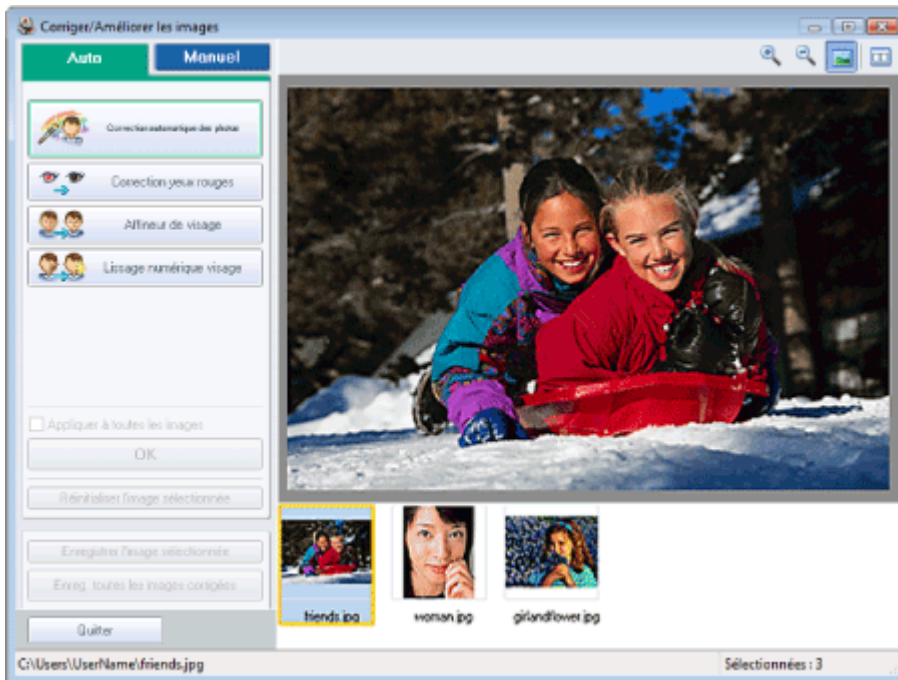 Corriger/Améliorer les images
Auto
Manuel
Correction automatique des photos
Correction yeux rouges
Affineur de visage
Lissage numérique visage
Appliquer à toutes les images
OK
Réinitialiser l'image sélectionnée
Enregistrer l'image sélectionnée
Enreg. toutes les images corrigées
Quitter
friends.jpg
woman.jpg
girlandflower.jpg
C:\Users\UserName\friends.jpg
Sélectionnées : 3